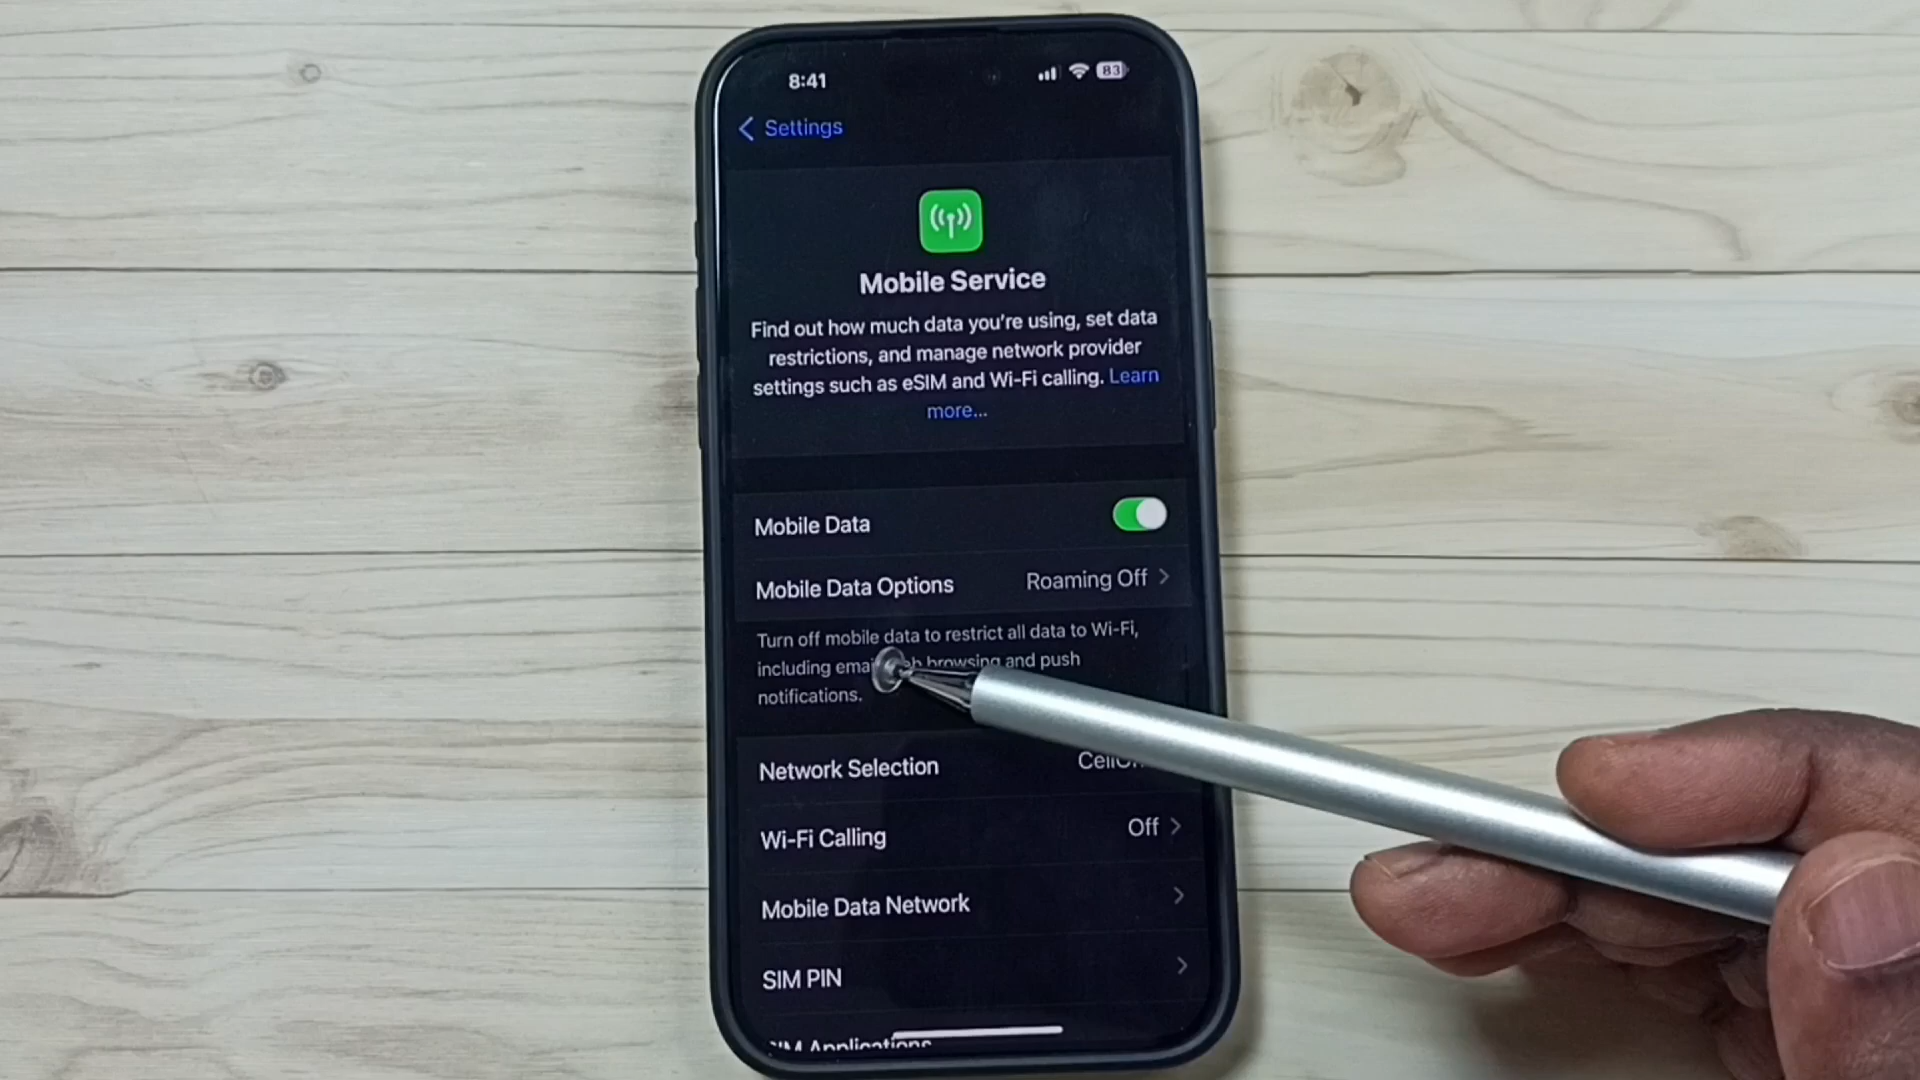 8:41
83
Settings
Mobile Service
Find out how much data you're using, set data
restrictions, and manage network provider
settings such as eSIM and Wi-Fi calling. Learn
more...
Mobile Data
Mobile Data Options Roaming Off
Turn off mobile data to restrict all data to Wi-Fi,
including browsing and push
notifications.
Network Selection
Wi-Fi Calling Off
Mobile Data Network
SIM PIN
Applications